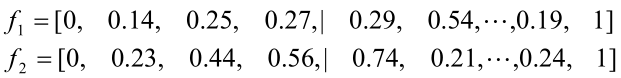 f₁ = [0, 0.14, 0.25, 0.27,| 0.29, 0.54,⋯,0.19, 1]
f₂ = [0, 0.23, 0.44, 0.56,| 0.74, 0.21,⋯,0.24, 1]